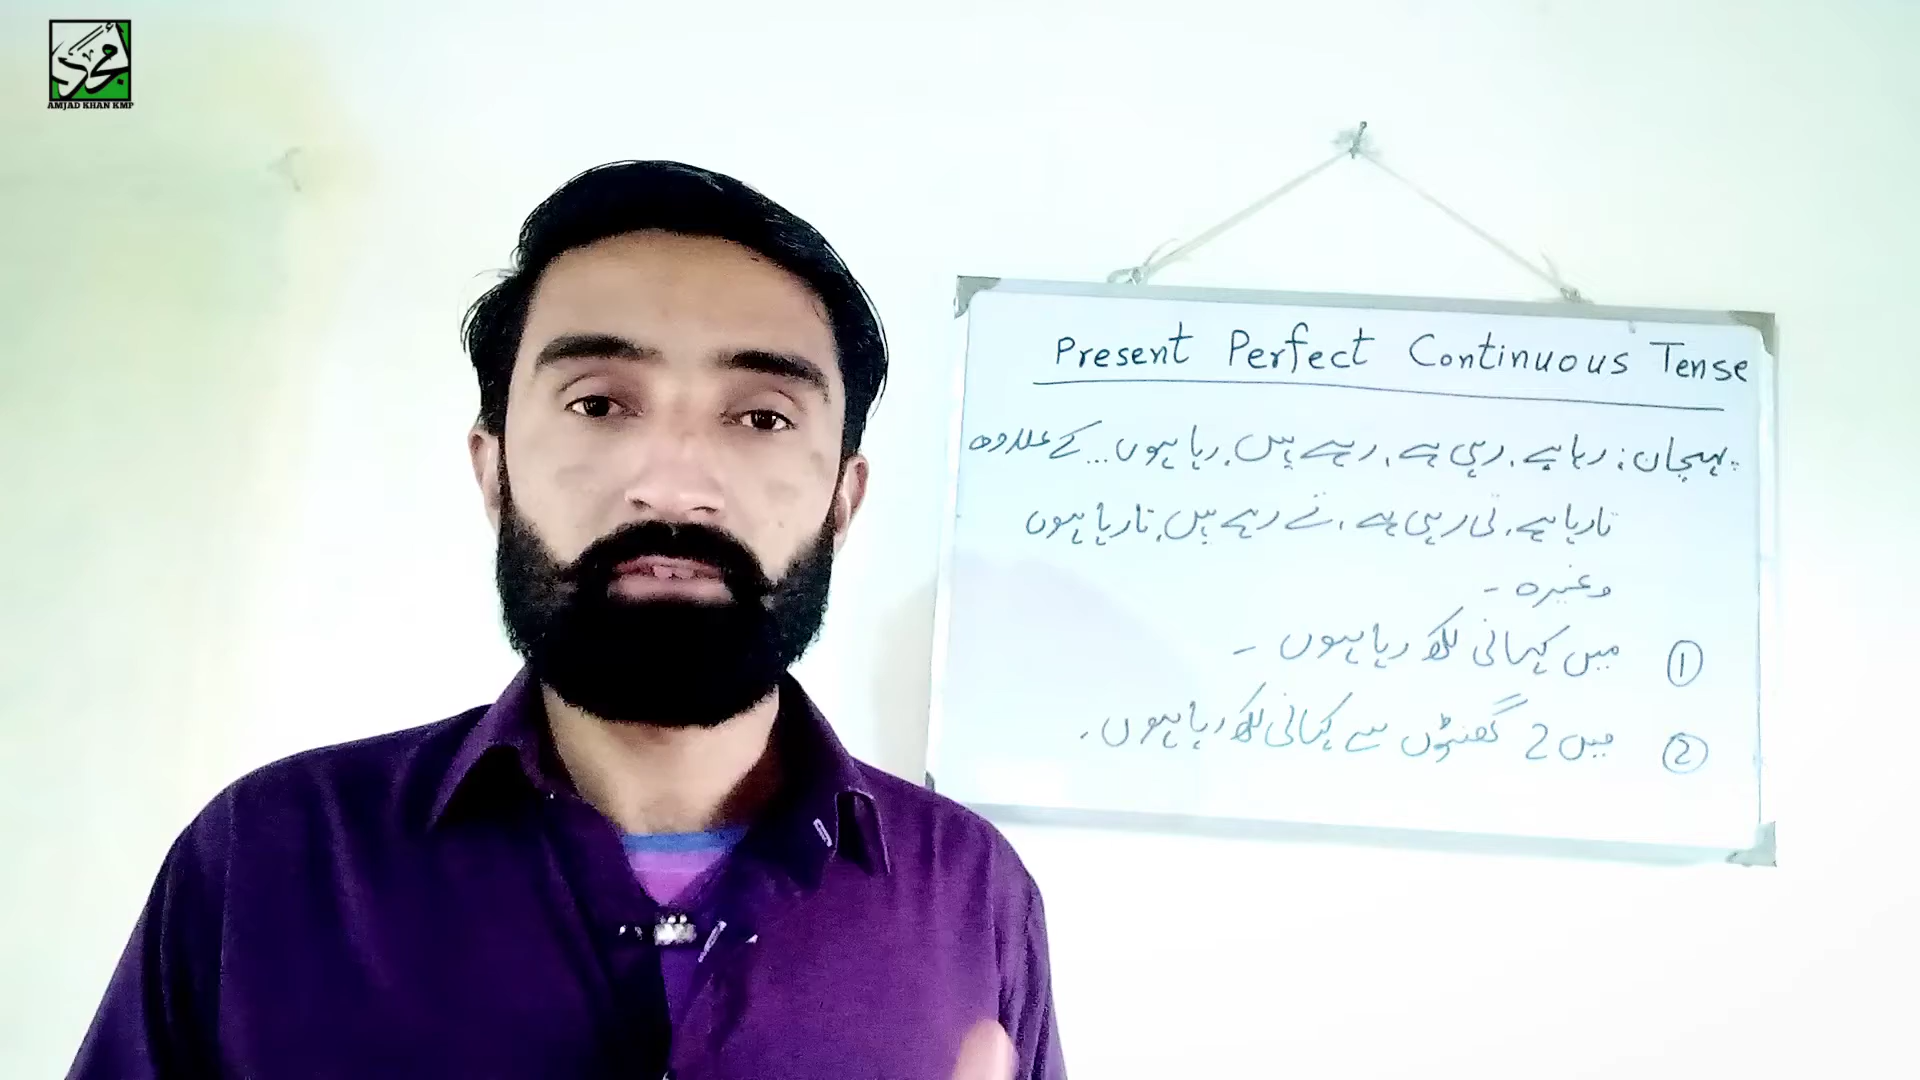 امجد
AMJAD KHAN KMP
Present Perfect Continuous Tense
پہچان: رہا ہے، رہی ہے، رہے ہیں، رہا ہوں... کے علاوہ
تا رہا ہے، تی رہی ہے، تے رہے ہیں، تا رہا ہوں
وغیرہ ۔
① میں کہانی لکھ رہا ہوں ۔
② میں 2 گھنٹوں سے کہانی لکھ رہا ہوں ۔